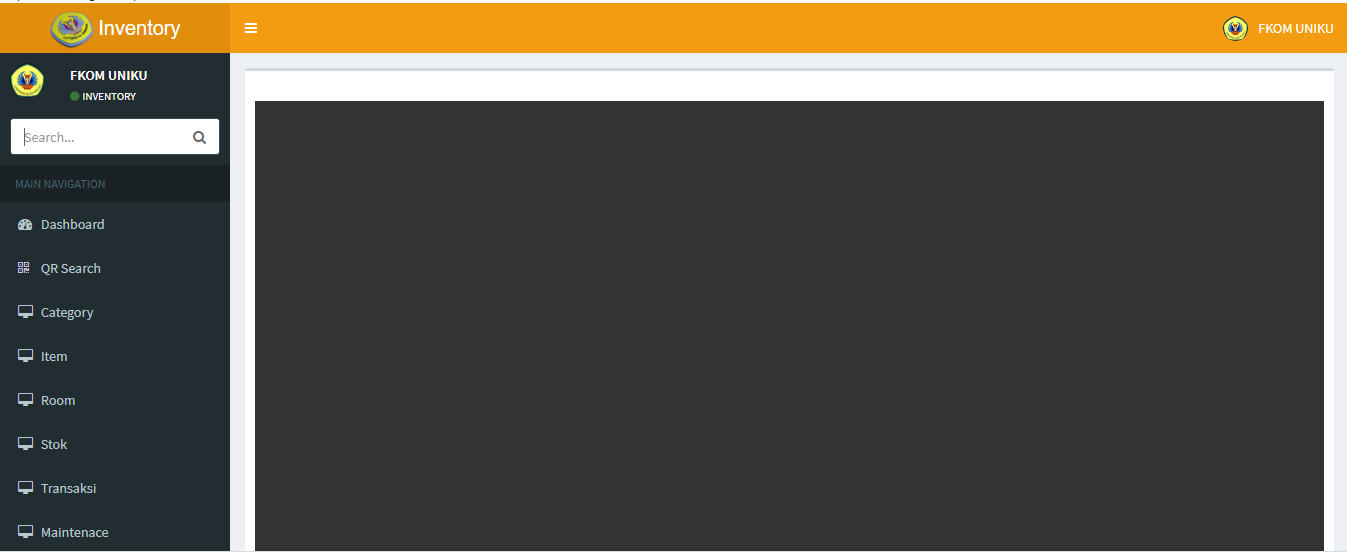 Inventory
FKOM UNIKU
FKOM UNIKU
INVENTORY
Search...
MAIN NAVIGATION
Dashboard
QR Search
Category
Item
Room
Stok
Transaksi
Maintenace